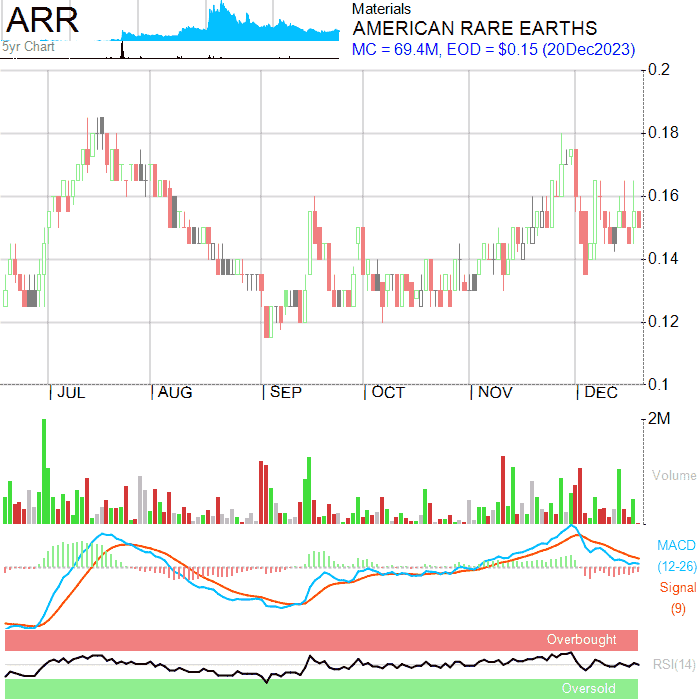 ARR
5yr Chart
Materials
AMERICAN RARE EARTHS
MC = 69.4M, EOD = $0.15 (20Dec2023)
0.2
0.18
0.16
0.14
0.12
0.1
JUL AUG SEP OCT NOV DEC
2M
Volume
MACD
(12-26)
Signal
(9)
Overbought
RSI(14)
Oversold